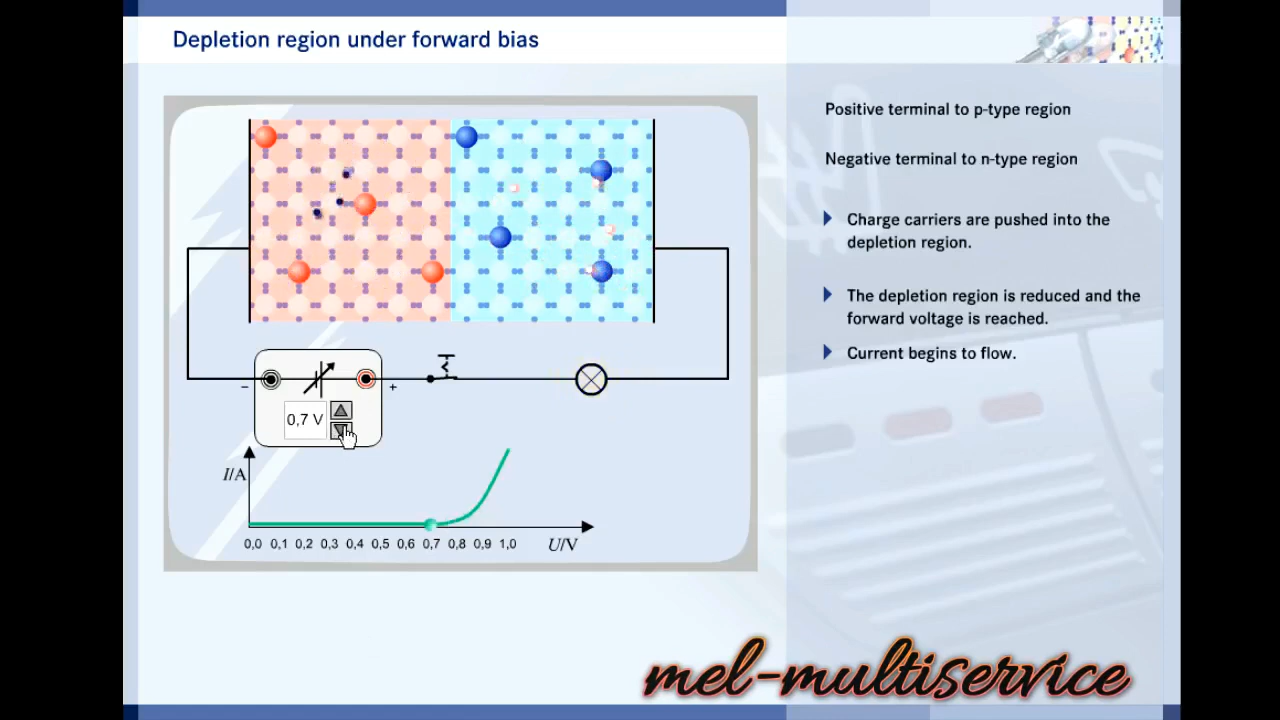 Depletion region under forward bias
Positive terminal to p-type region
Negative terminal to n-type region
Charge carriers are pushed into the
depletion region.
The depletion region is reduced and the
forward voltage is reached.
Current begins to flow.
− +
0,7 V
I/A
0,0 0,1 0,2 0,3 0,4 0,5 0,6 0,7 0,8 0,9 1,0 U/V
mel-multiservice